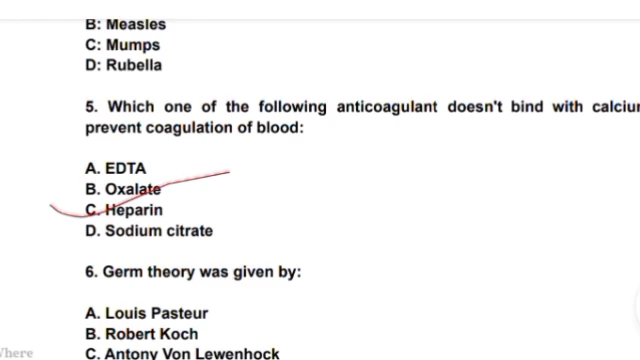 B: Measles
C: Mumps
D: Rubella
5. Which one of the following anticoagulant doesn't bind with calciu
prevent coagulation of blood:
A. EDTA
B. Oxalate
C. Heparin
D. Sodium citrate
6. Germ theory was given by:
A. Louis Pasteur
B. Robert Koch
C. Antony Von Lewenhock
Where